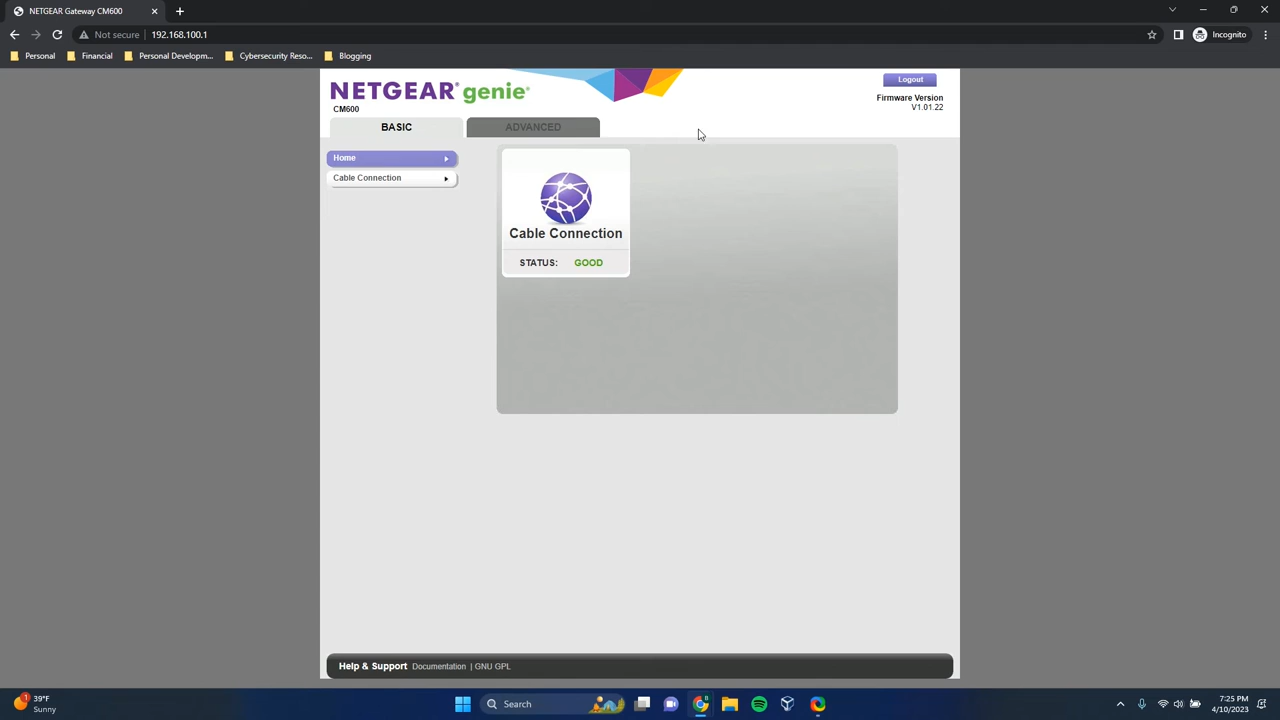 NETGEAR Gateway CM600
Not secure
192.168.100.1
Incognito
Personal
Financial
Personal Developm...
Cybersecurity Reso...
Blogging
NETGEAR® genie®
Logout
CM600
Firmware Version
V1.01.22
BASIC
ADVANCED
Home
Cable Connection
Cable Connection
STATUS: GOOD
Help & Support Documentation | GNU GPL
1
39°F
Sunny
Search
7:25 PM
4/10/2023